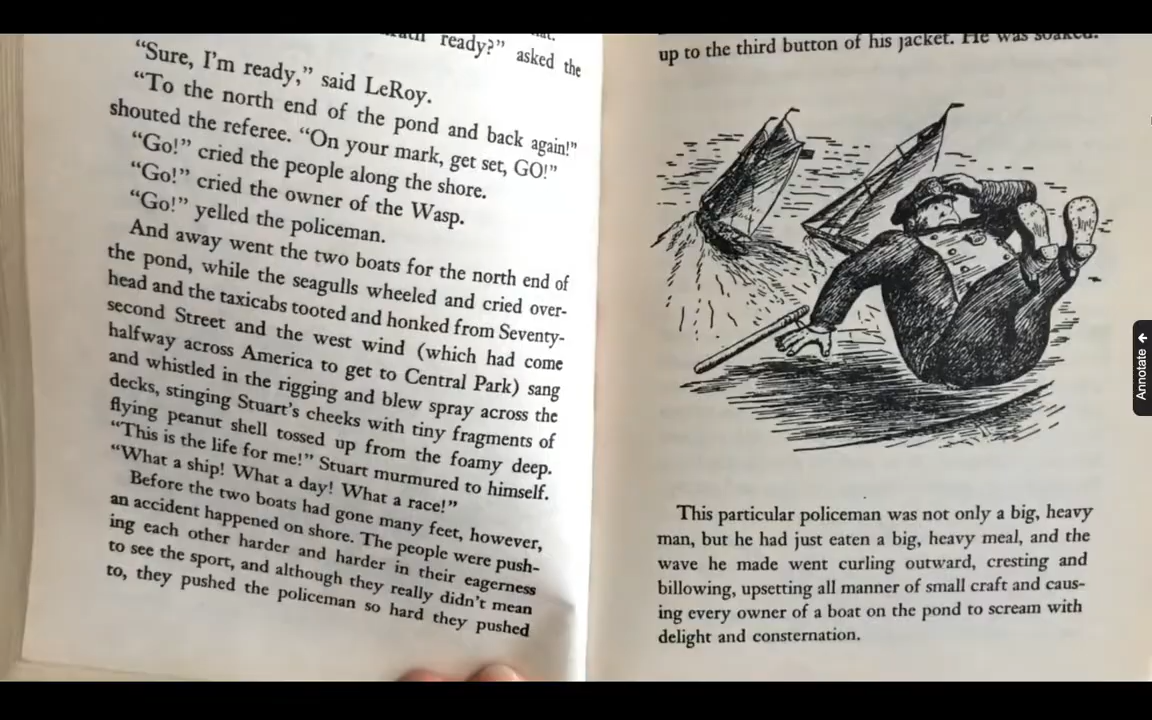 ready?” asked the
“Sure, I’m ready,” said LeRoy.
“To the north end of the pond and back again!”
shouted the referee. “On your mark, get set, GO!”
“Go!” cried the people along the shore.
“Go!” cried the owner of the Wasp.
“Go!” yelled the policeman.
And away went the two boats for the north end of
the pond, while the seagulls wheeled and cried over-
head and the taxicabs tooted and honked from Seventy-
second Street and the west wind (which had come
halfway across America to get to Central Park) sang
and whistled in the rigging and blew spray across the
decks, stinging Stuart’s cheeks with tiny fragments of
flying peanut shell tossed up from the foamy deep.
“This is the life for me!” Stuart murmured to himself.
“What a ship! What a day! What a race!”
Before the two boats had gone many feet, however,
an accident happened on shore. The people were push-
ing each other harder and harder in their eagerness
to see the sport, and although they really didn’t mean
to, they pushed the policeman so hard they pushed
up to the third button of his jacket. He was soaked.
This particular policeman was not only a big, heavy
man, but he had just eaten a big, heavy meal, and the
wave he made went curling outward, cresting and
billowing, upsetting all manner of small craft and caus-
ing every owner of a boat on the pond to scream with
delight and consternation.
Annotate